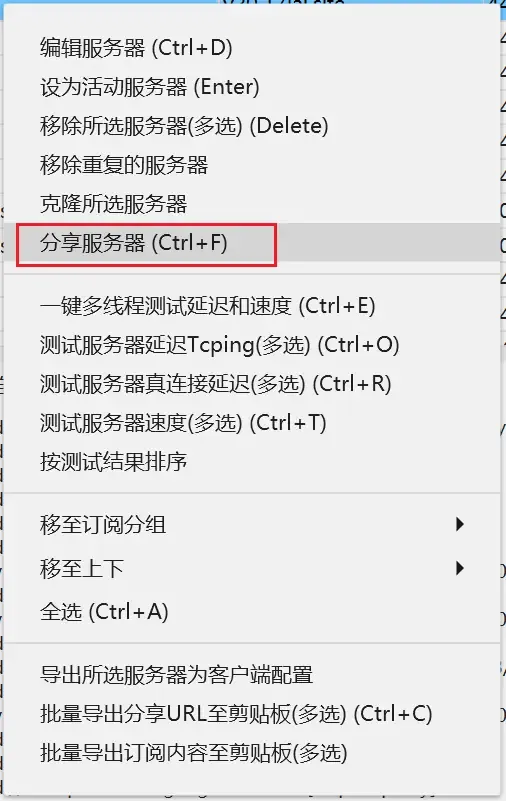 编辑服务器 (Ctrl+D)
设为活动服务器 (Enter)
移除所选服务器(多选) (Delete)
移除重复的服务器
克隆所选服务器
分享服务器 (Ctrl+F)
一键多线程测试延迟和速度 (Ctrl+E)
测试服务器延迟Tcping(多选) (Ctrl+O)
测试服务器真连接延迟(多选) (Ctrl+R)
测试服务器速度(多选) (Ctrl+T)
按测试结果排序
移至订阅分组
移至上下
全选 (Ctrl+A)
导出所选服务器为客户端配置
批量导出分享URL至剪贴板(多选) (Ctrl+C)
批量导出订阅内容至剪贴板(多选)